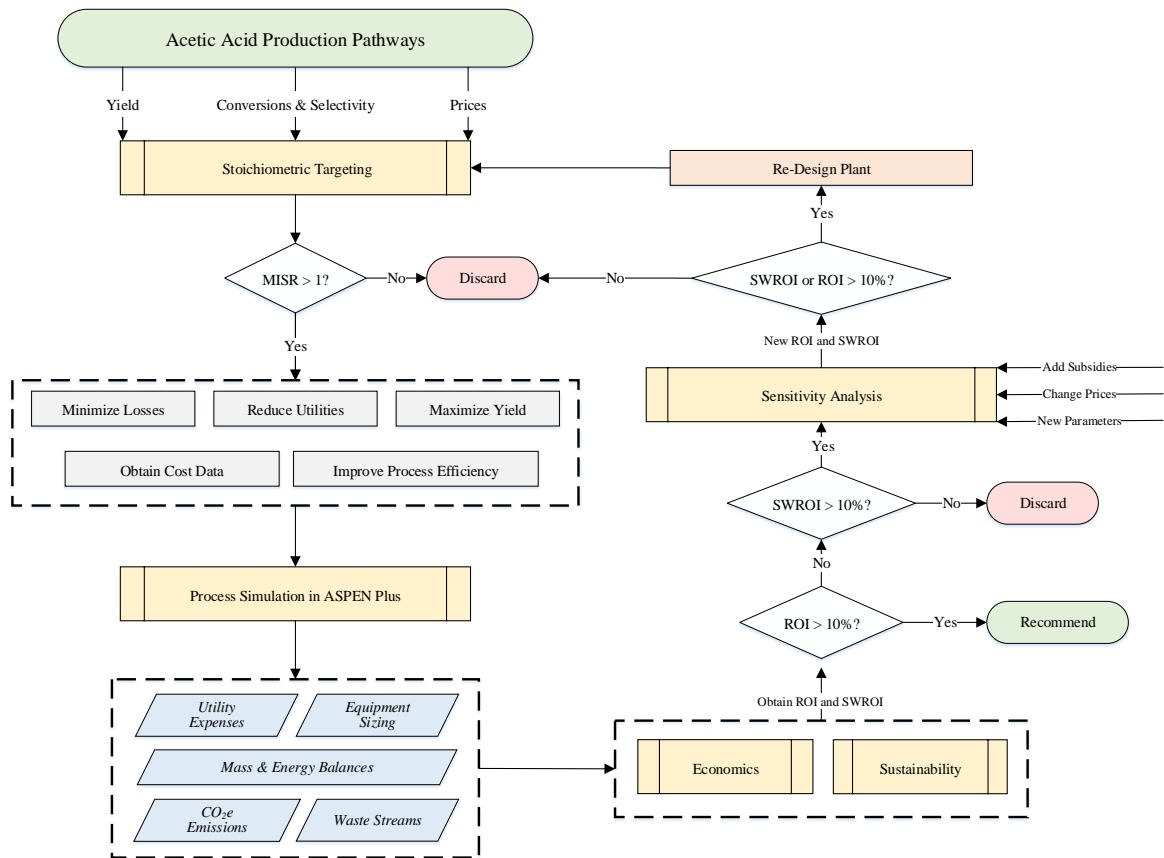 Acetic Acid Production Pathways
Yield
Conversions & Selectivity
Prices
Stoichiometric Targeting
Re-Design Plant
Yes
MISR > 1?
No
Discard
No
SWROI or ROI > 10%?
Yes
New ROI and SWROI
Minimize Losses
Reduce Utilities
Maximize Yield
Obtain Cost Data
Improve Process Efficiency
Sensitivity Analysis
Add Subsidies
Change Prices
New Parameters
Yes
SWROI > 10%?
No
Discard
No
Process Simulation in ASPEN Plus
ROI > 10%?
Yes
Recommend
Obtain ROI and SWROI
Utility
Expenses
Equipment
Sizing
Mass & Energy Balances
CO₂e
Emissions
Waste Streams
Economics
Sustainability